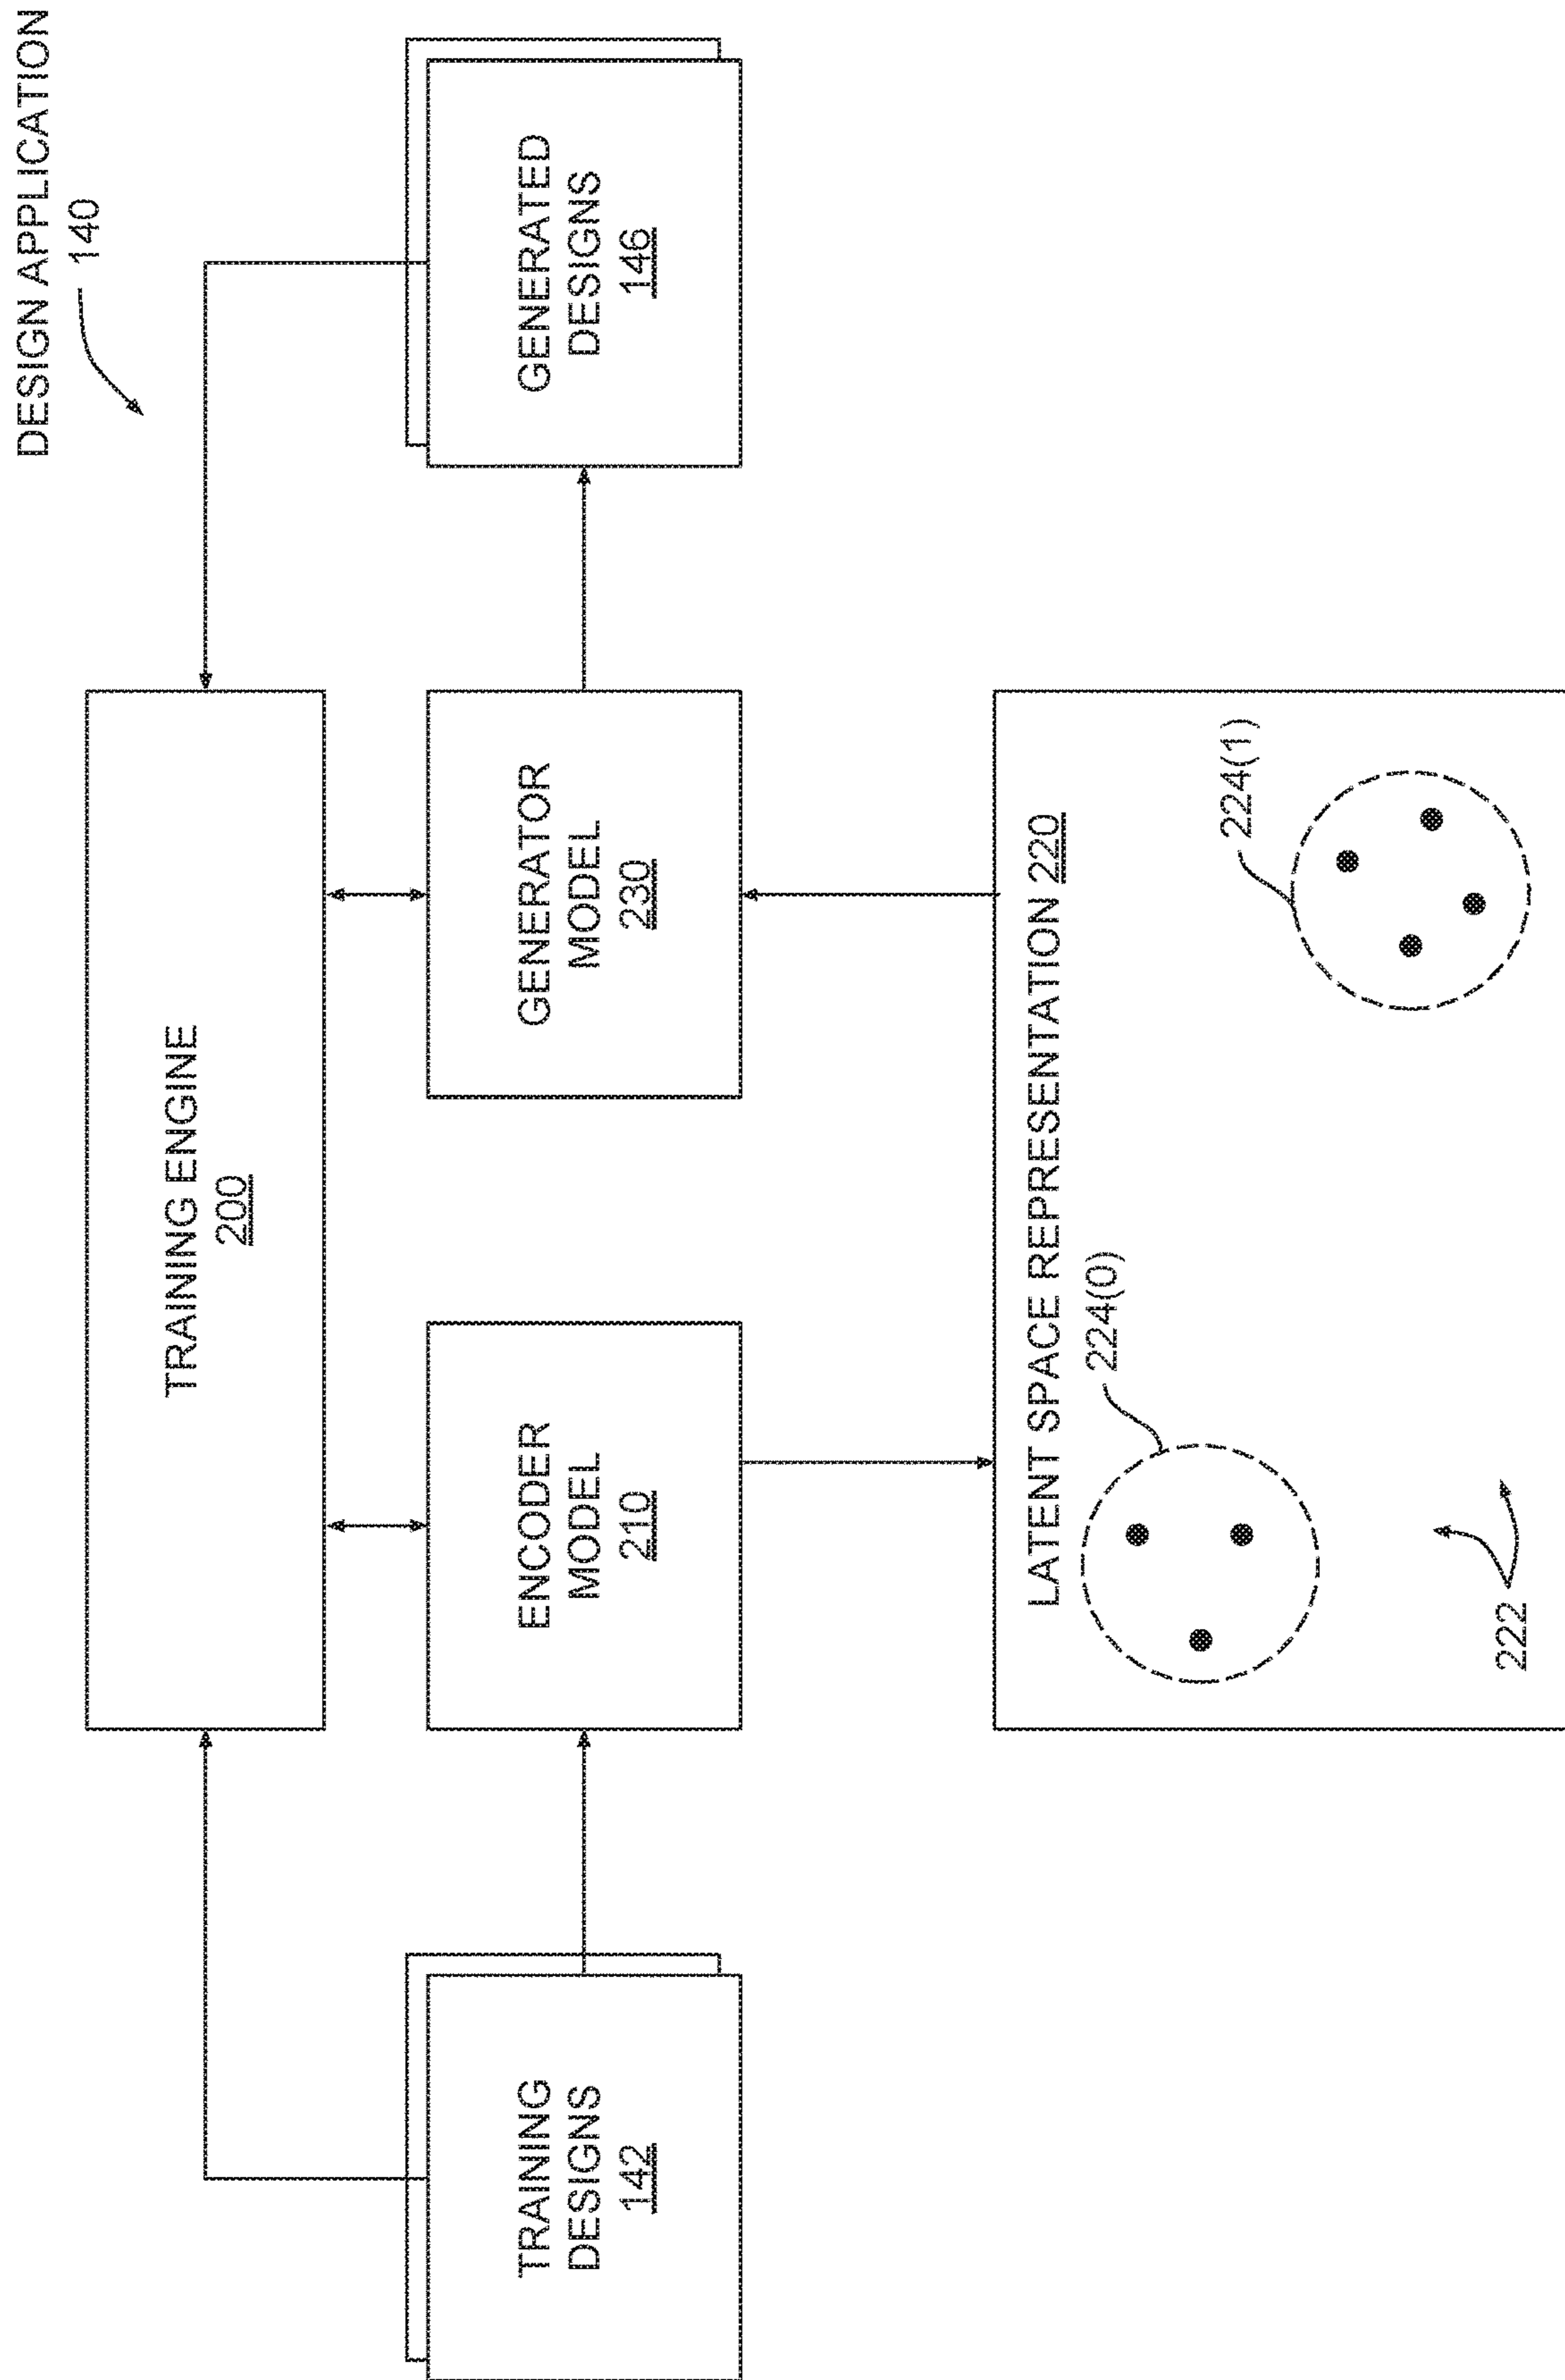 DESIGN APPLICATION
140
TRAINING ENGINE
200
TRAINING
DESIGNS
142
ENCODER
MODEL
210
GENERATOR
MODEL
230
GENERATED
DESIGNS
146
LATENT SPACE REPRESENTATION 220
224(0)
224(1)
222